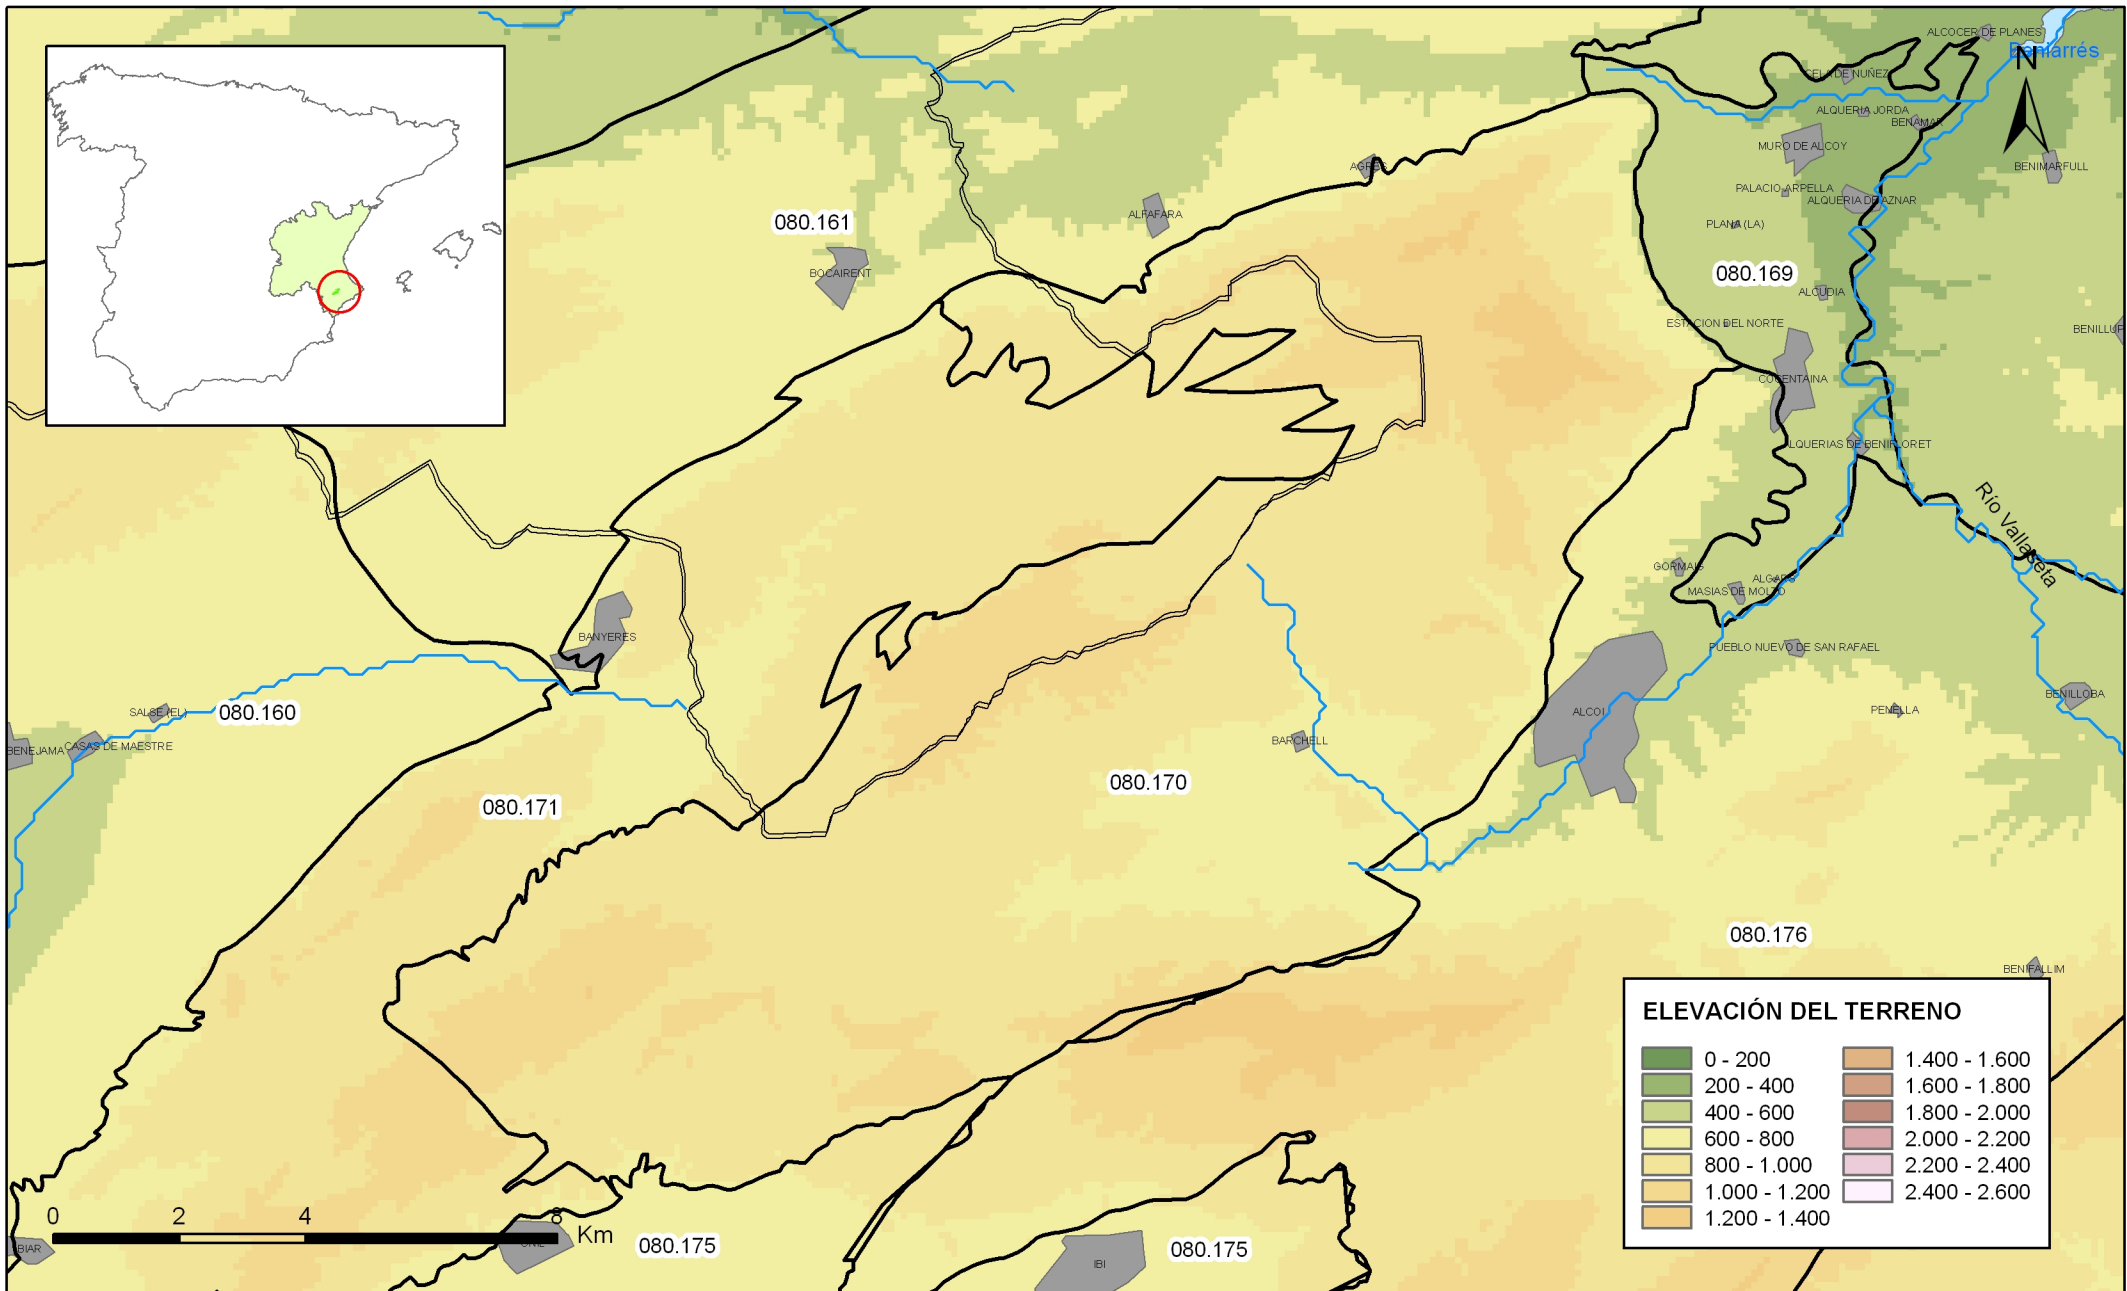 ALCOCER DE PLANES
Beniarrés
N
CELA DE NUÑEZ
ALQUERIA JORDA
BENAMAR
MURO DE ALCOY
BENIMARFULL
AGRES
PALACIO ARPELLA
ALQUERIA DE AZNAR
ALFAFARA
080.161
PLANA (LA)
BOCAIRENT
080.169
ALCUDIA
ESTACION DEL NORTE
BENILLUF
COCENTAINA
ALQUERIAS DE BENIFLORET
Río Vallaseta
GORMAIG
ALGARS
MASIAS DE MOLTO
BANYERES
PUEBLO NUEVO DE SAN RAFAEL
BENILLOBA
SALSE (EL)
080.160
ALCOI
PENELLA
BENEJAMA
CASAS DE MAESTRE
BARCHELL
080.171
080.170
080.176
BENIFALLIM
ELEVACIÓN DEL TERRENO
0 - 200
200 - 400
400 - 600
600 - 800
800 - 1.000
1.000 - 1.200
1.200 - 1.400
1.400 - 1.600
1.600 - 1.800
1.800 - 2.000
2.000 - 2.200
2.200 - 2.400
2.400 - 2.600
0 2 4 8
Km
BIAR
ONIL
080.175
IBI
080.175